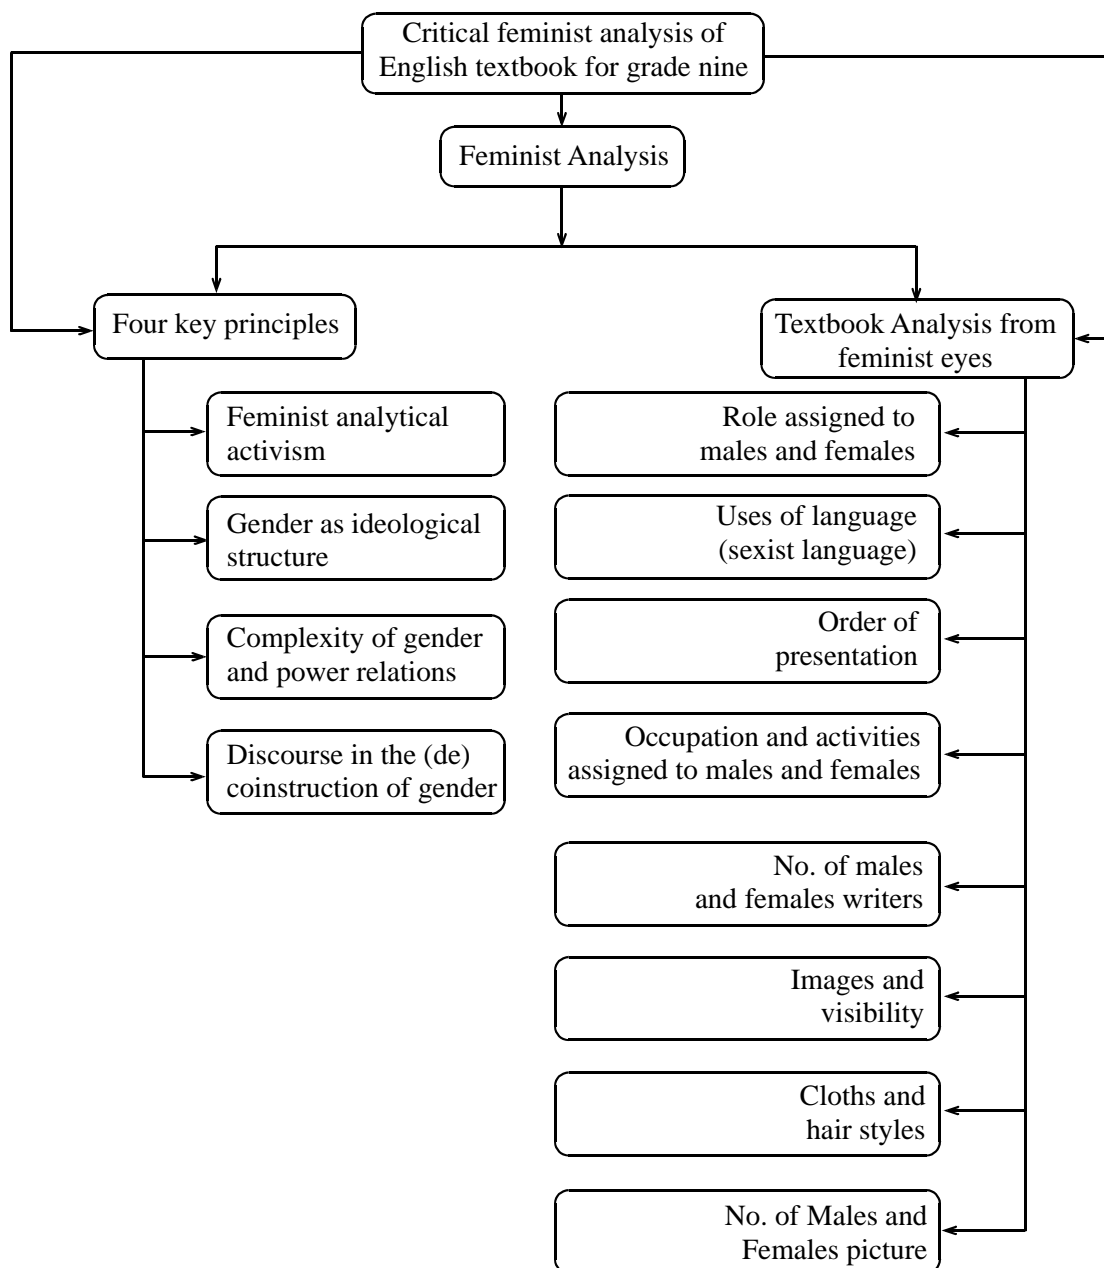 Critical feminist analysis of
English textbook for grade nine
Feminist Analysis
Four key principles
Feminist analytical
activism
Gender as ideological
structure
Complexity of gender
and power relations
Discourse in the (de)
coinstruction of gender
Textbook Analysis from
feminist eyes
Role assigned to
males and females
Uses of language
(sexist language)
Order of
presentation
Occupation and activities
assigned to males and females
No. of males
and females writers
Images and
visibility
Cloths and
hair styles
No. of Males and
Females picture